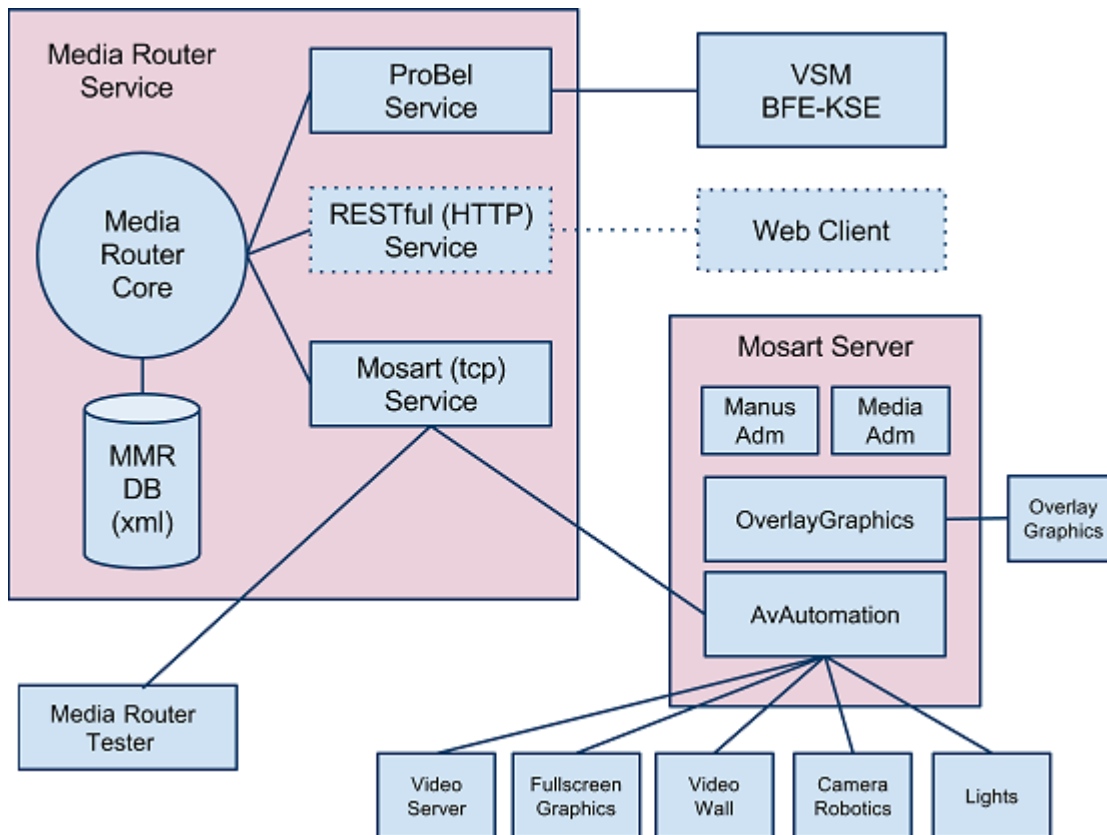 Media Router
Service
ProBel
Service
VSM
BFE-KSE
Media
Router
Core
RESTful (HTTP)
Service
Web Client
Mosart (tcp)
Service
MMR
DB
(xml)
Mosart Server
Manus
Adm
Media
Adm
OverlayGraphics
Overlay
Graphics
AvAutomation
Media Router
Tester
Video
Server
Fullscreen
Graphics
Video
Wall
Camera
Robotics
Lights